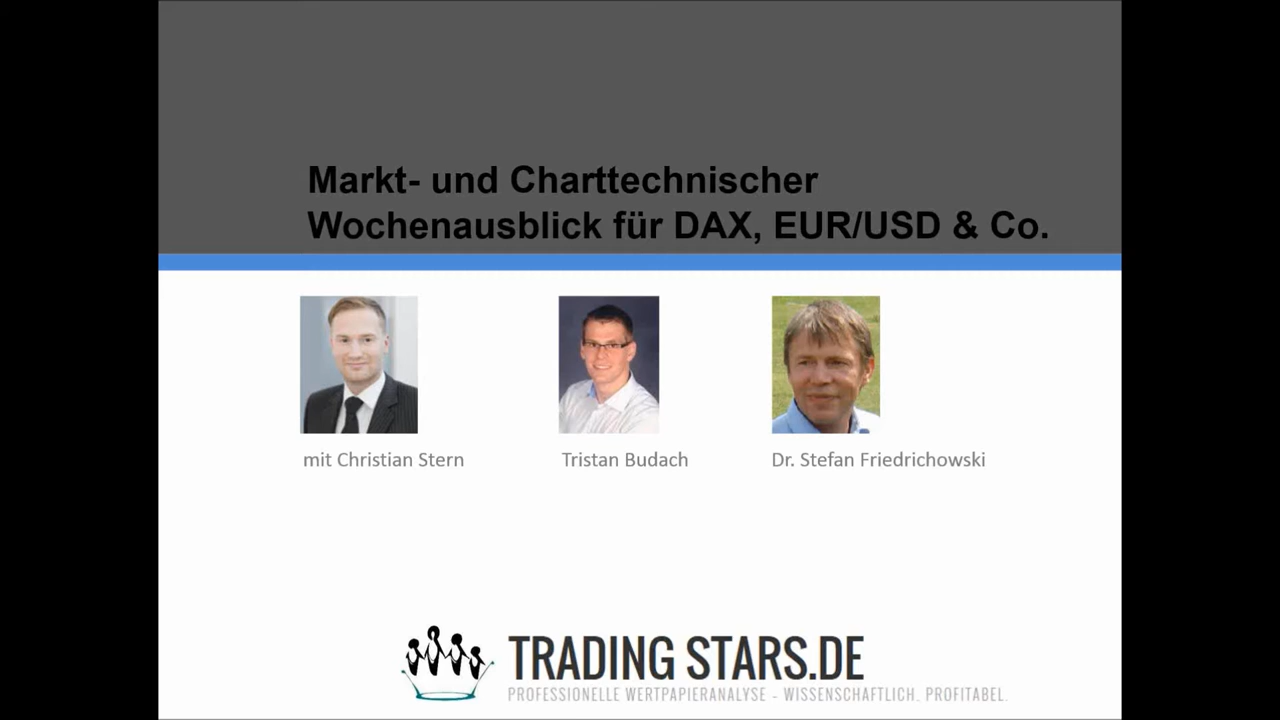 Markt- und Charttechnischer
Wochenausblick für DAX, EUR/USD & Co.
mit Christian Stern
Tristan Budach
Dr. Stefan Friedrichowski
TRADING STARS.DE
PROFESSIONELLE WERTPAPIERANALYSE - WISSENSCHAFTLICH. PROFITABEL.